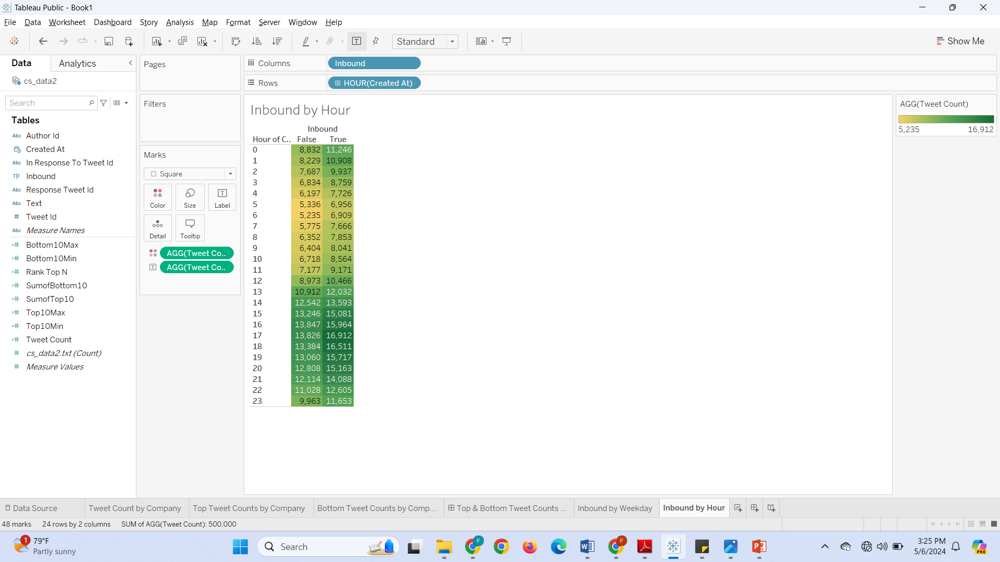 Tableau Public - Book1
File Data Worksheet Dashboard Story Analysis Map Format Server Window Help
Standard
Show Me
Data Analytics
cs_data2
Search
Tables
Abc Author Id
Created At
Abc In Response To Tweet Id
T|F Inbound
Abc Response Tweet Id
Abc Text
# Tweet Id
Abc Measure Names
=# Bottom10Max
=# Bottom10Min
=# Rank Top N
=# SumofBottom10
=# SumofTop10
=# Top10Max
=# Top10Min
=# Tweet Count
# cs_data2.txt (Count)
# Measure Values
Pages
Filters
Marks
Square
Color Size Label
Detail Tooltip
AGG(Tweet Co..
AGG(Tweet Co..
Columns Inbound
Rows HOUR(Created At)
Inbound by Hour
Inbound
Hour of C.. False True
0 8,832 11,246
1 8,229 10,908
2 7,687 9,937
3 6,834 8,759
4 6,197 7,726
5 5,336 6,956
6 5,235 6,909
7 5,775 7,666
8 6,352 7,853
9 6,404 8,041
10 6,718 8,564
11 7,177 9,171
12 8,973 10,466
13 10,912 12,032
14 12,542 13,593
15 13,246 15,081
16 13,847 15,964
17 13,826 16,912
18 13,384 16,511
19 13,060 15,717
20 12,808 15,163
21 12,114 14,088
22 11,028 12,605
23 9,963 11,653
AGG(Tweet Count)
5,235 16,912
Data Source Tweet Count by Company Top Tweet Counts by Company Bottom Tweet Counts by Comp... Top & Bottom Tweet Counts ... Inbound by Weekday Inbound by Hour
48 marks 24 rows by 2 columns SUM of AGG(Tweet Count): 500,000
1 79°F
Partly sunny
Search
F
F
3:25 PM
5/6/2024
PRE